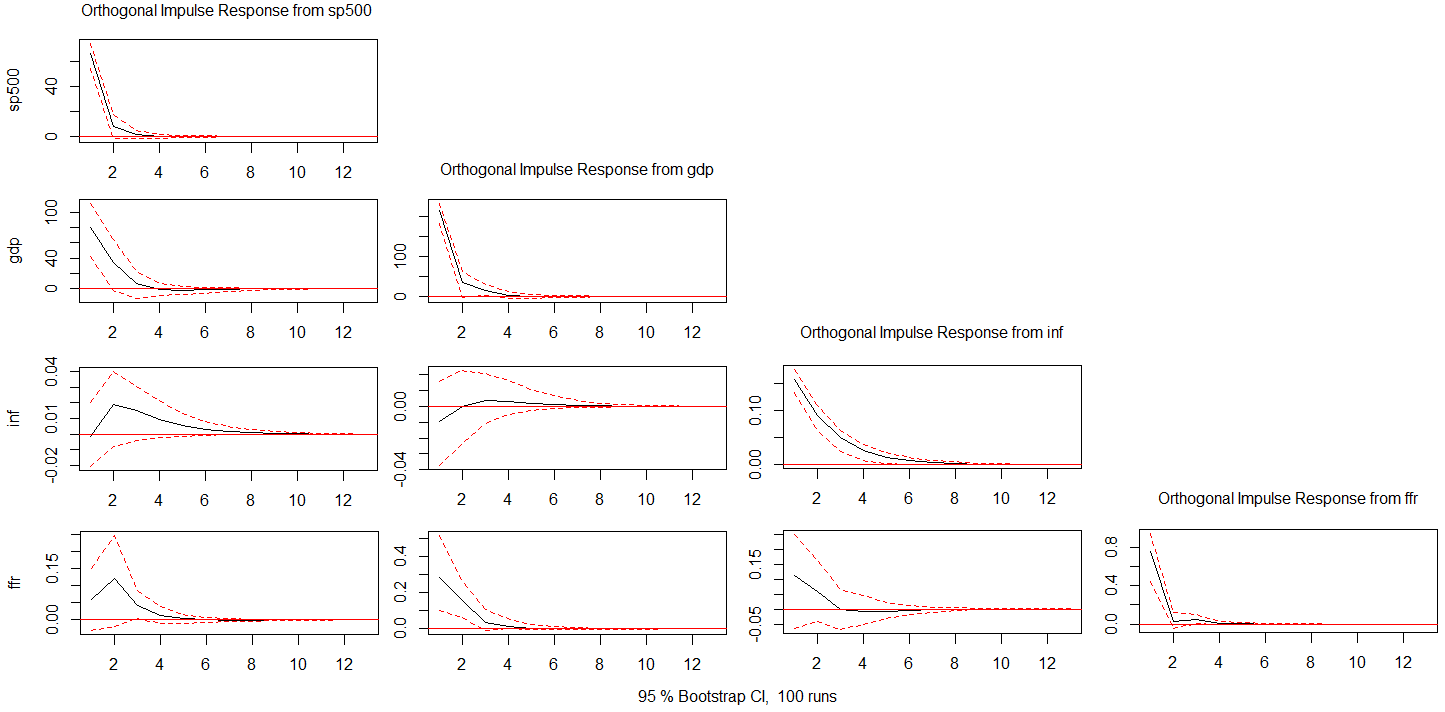 Orthogonal Impulse Response from sp500
sp500
40
0
2 4 6 8 10 12
Orthogonal Impulse Response from gdp
gdp
100
40
0
2 4 6 8 10 12
100
0
2 4 6 8 10 12
Orthogonal Impulse Response from inf
inf
0.04
0.01
-0.02
2 4 6 8 10 12
0.00
-0.04
2 4 6 8 10 12
0.10
0.00
2 4 6 8 10 12
Orthogonal Impulse Response from ffr
ffr
0.15
0.00
2 4 6 8 10 12
0.4
0.2
0.0
2 4 6 8 10 12
0.15
0.05
-0.05
2 4 6 8 10 12
0.8
0.4
0.0
2 4 6 8 10 12
95 % Bootstrap CI, 100 runs